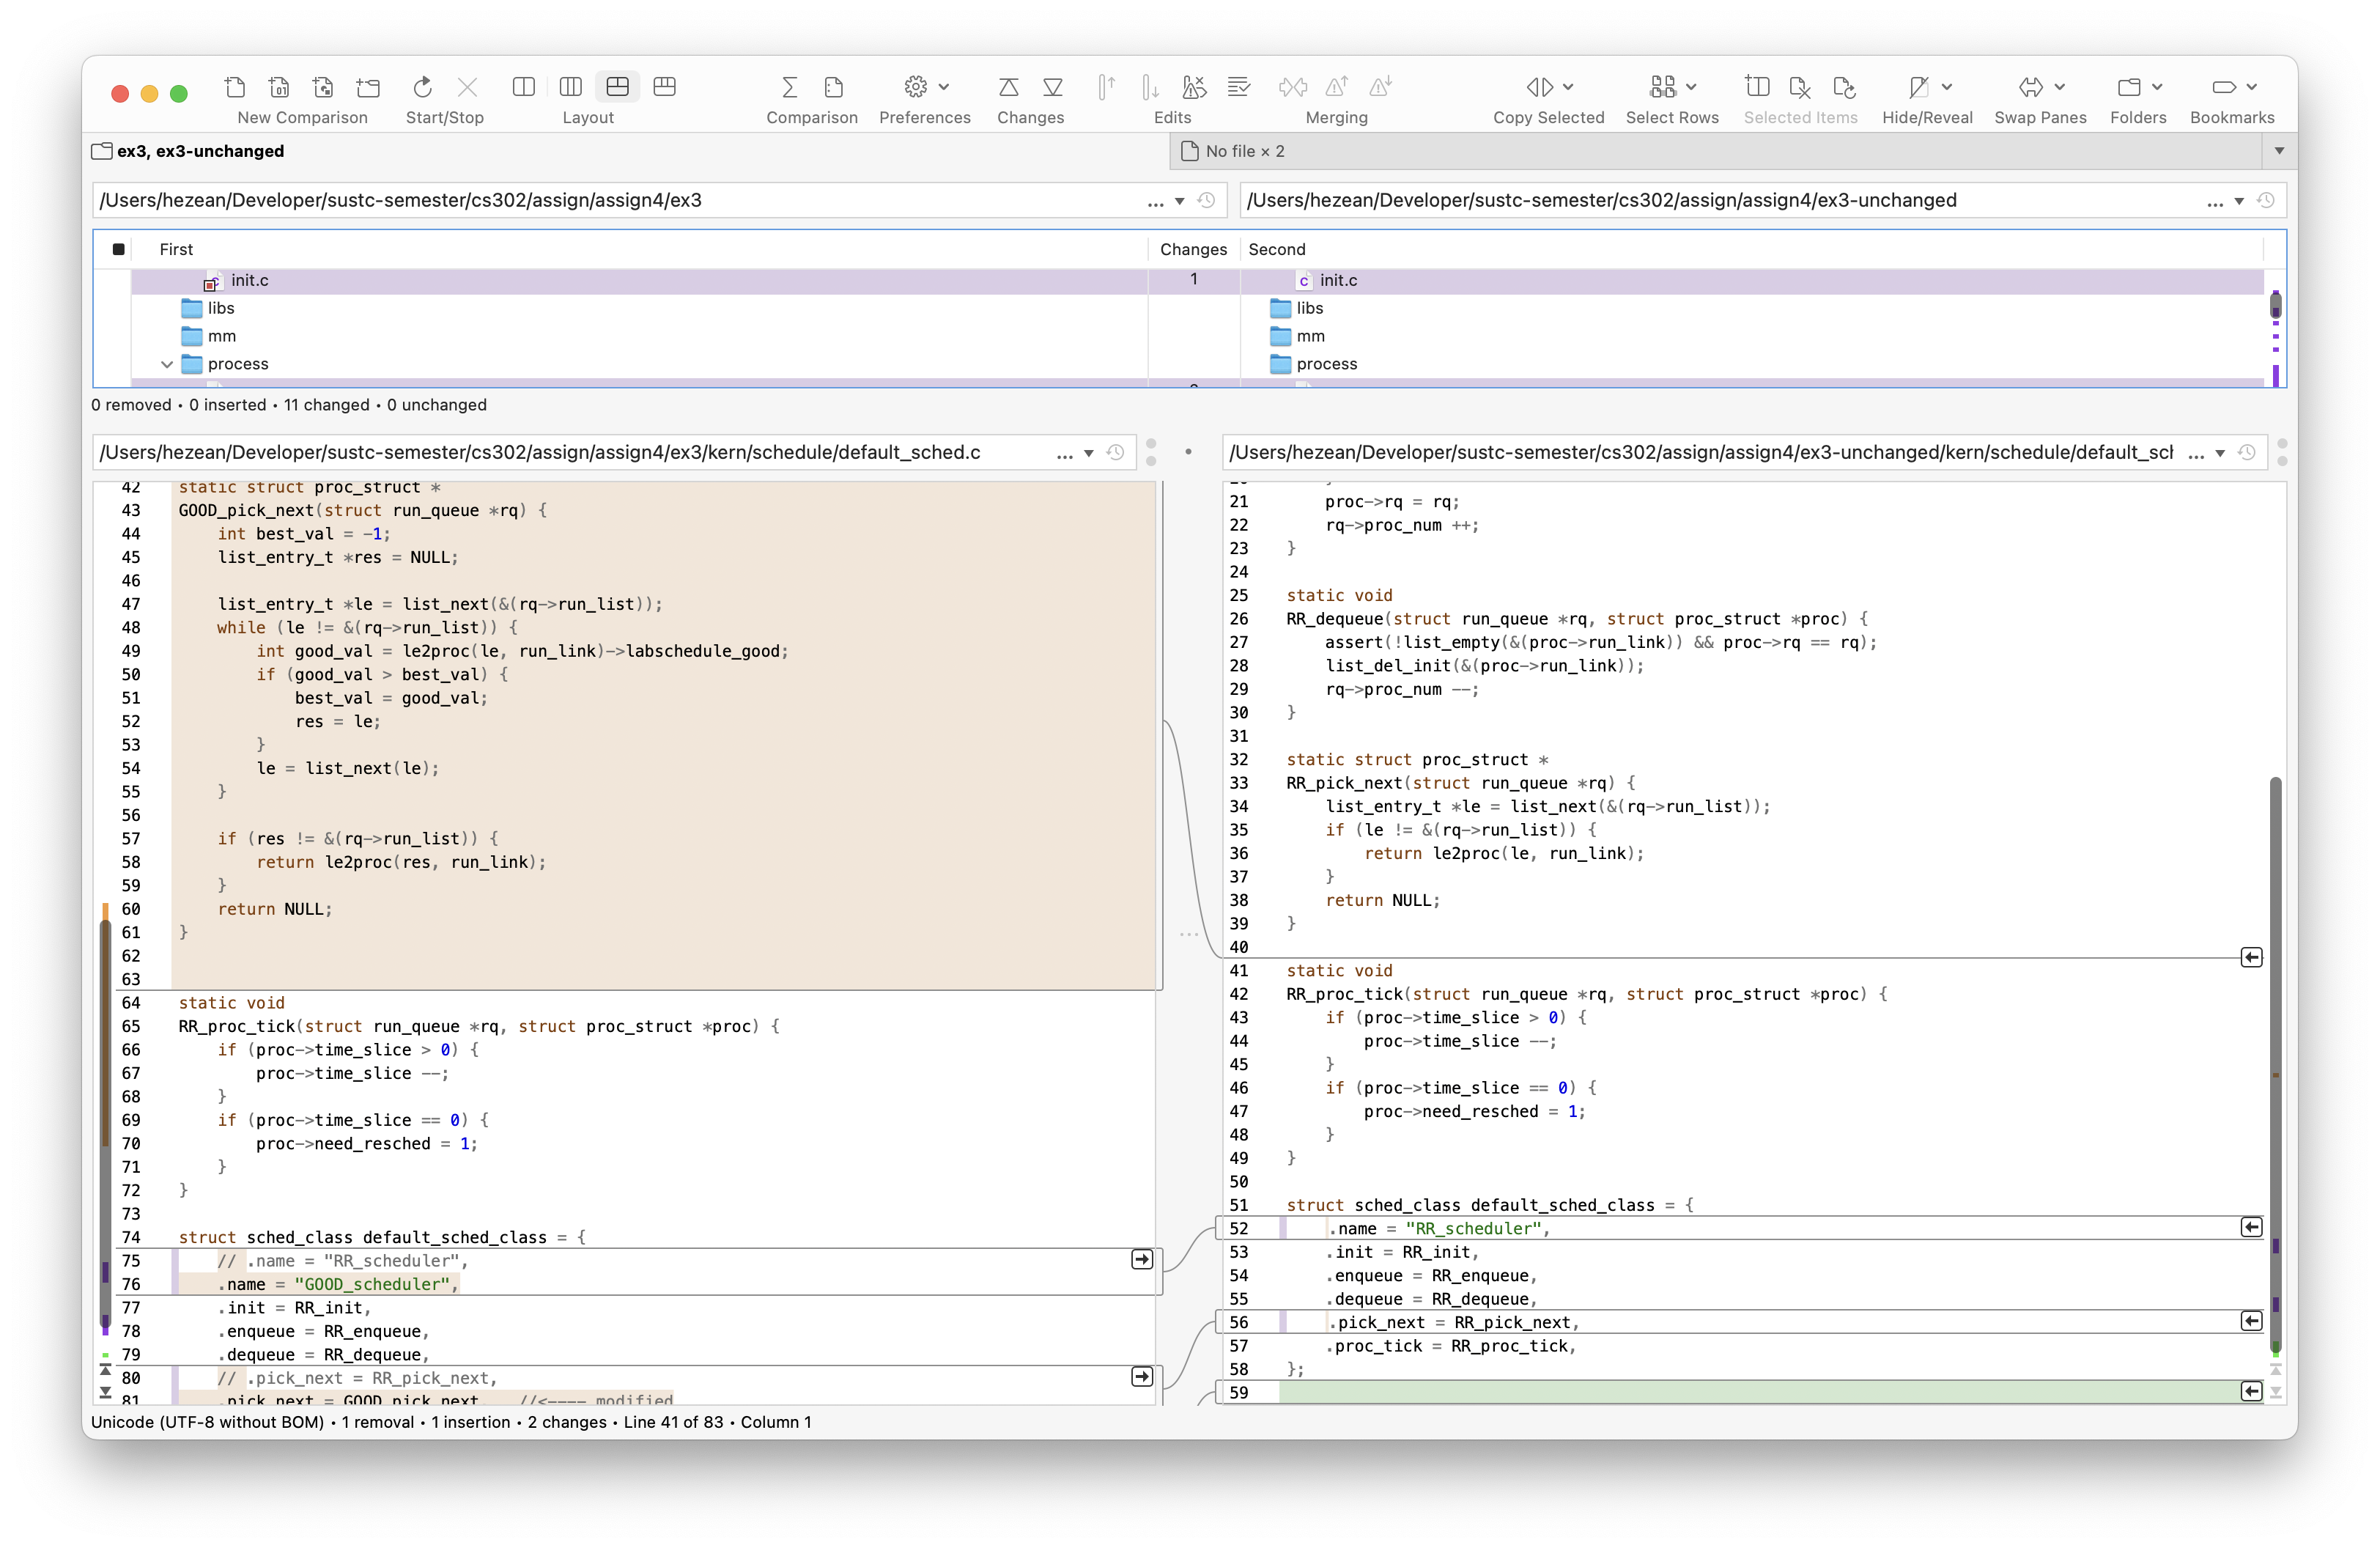 New Comparison Start/Stop Layout Comparison Preferences Changes Edits Merging Copy Selected Select Rows Selected Items Hide/Reveal Swap Panes Folders Bookmarks
ex3, ex3-unchanged
No file × 2
/Users/hezean/Developer/sustc-semester/cs302/assign/assign4/ex3 ...
/Users/hezean/Developer/sustc-semester/cs302/assign/assign4/ex3-unchanged ...
First Changes Second
init.c 1 init.c
libs libs
mm mm
process process
0 removed • 0 inserted • 11 changed • 0 unchanged
/Users/hezean/Developer/sustc-semester/cs302/assign/assign4/ex3/kern/schedule/default_sched.c ...
/Users/hezean/Developer/sustc-semester/cs302/assign/assign4/ex3-unchanged/kern/schedule/default_scl ...
42 static struct proc_struct *
43 GOOD_pick_next(struct run_queue *rq) {
44     int best_val = -1;
45     list_entry_t *res = NULL;
46
47     list_entry_t *le = list_next(&(rq->run_list));
48     while (le != &(rq->run_list)) {
49         int good_val = le2proc(le, run_link)->labschedule_good;
50         if (good_val > best_val) {
51             best_val = good_val;
52             res = le;
53         }
54         le = list_next(le);
55     }
56
57     if (res != &(rq->run_list)) {
58         return le2proc(res, run_link);
59     }
60     return NULL;
61 }
62
63
64 static void
65 RR_proc_tick(struct run_queue *rq, struct proc_struct *proc) {
66     if (proc->time_slice > 0) {
67         proc->time_slice --;
68     }
69     if (proc->time_slice == 0) {
70         proc->need_resched = 1;
71     }
72 }
73
74 struct sched_class default_sched_class = {
75     // .name = "RR_scheduler",
76     .name = "GOOD_scheduler",
77     .init = RR_init,
78     .enqueue = RR_enqueue,
79     .dequeue = RR_dequeue,
80     // .pick_next = RR_pick_next,
81     .pick_next = GOOD_pick_next,   //<---- modified
21     proc->rq = rq;
22     rq->proc_num ++;
23 }
24
25 static void
26 RR_dequeue(struct run_queue *rq, struct proc_struct *proc) {
27     assert(!list_empty(&(proc->run_link)) && proc->rq == rq);
28     list_del_init(&(proc->run_link));
29     rq->proc_num --;
30 }
31
32 static struct proc_struct *
33 RR_pick_next(struct run_queue *rq) {
34     list_entry_t *le = list_next(&(rq->run_list));
35     if (le != &(rq->run_list)) {
36         return le2proc(le, run_link);
37     }
38     return NULL;
39 }
40
41 static void
42 RR_proc_tick(struct run_queue *rq, struct proc_struct *proc) {
43     if (proc->time_slice > 0) {
44         proc->time_slice --;
45     }
46     if (proc->time_slice == 0) {
47         proc->need_resched = 1;
48     }
49 }
50
51 struct sched_class default_sched_class = {
52     .name = "RR_scheduler",
53     .init = RR_init,
54     .enqueue = RR_enqueue,
55     .dequeue = RR_dequeue,
56     .pick_next = RR_pick_next,
57     .proc_tick = RR_proc_tick,
58 };
59
Unicode (UTF-8 without BOM) • 1 removal • 1 insertion • 2 changes • Line 41 of 83 • Column 1